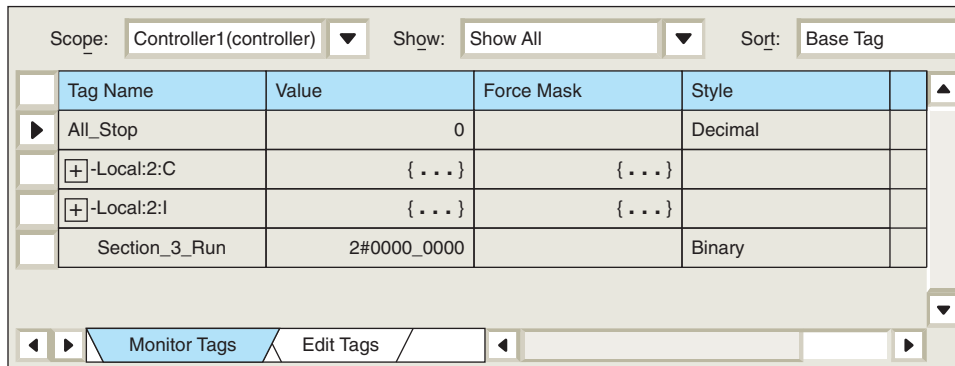 Scope: Controller1(controller) Show: Show All Sort: Base Tag
Tag Name Value Force Mask Style
All_Stop 0 Decimal
+-Local:2:C {...} {...}
+-Local:2:I {...} {...}
Section_3_Run 2#0000_0000 Binary
Monitor Tags Edit Tags